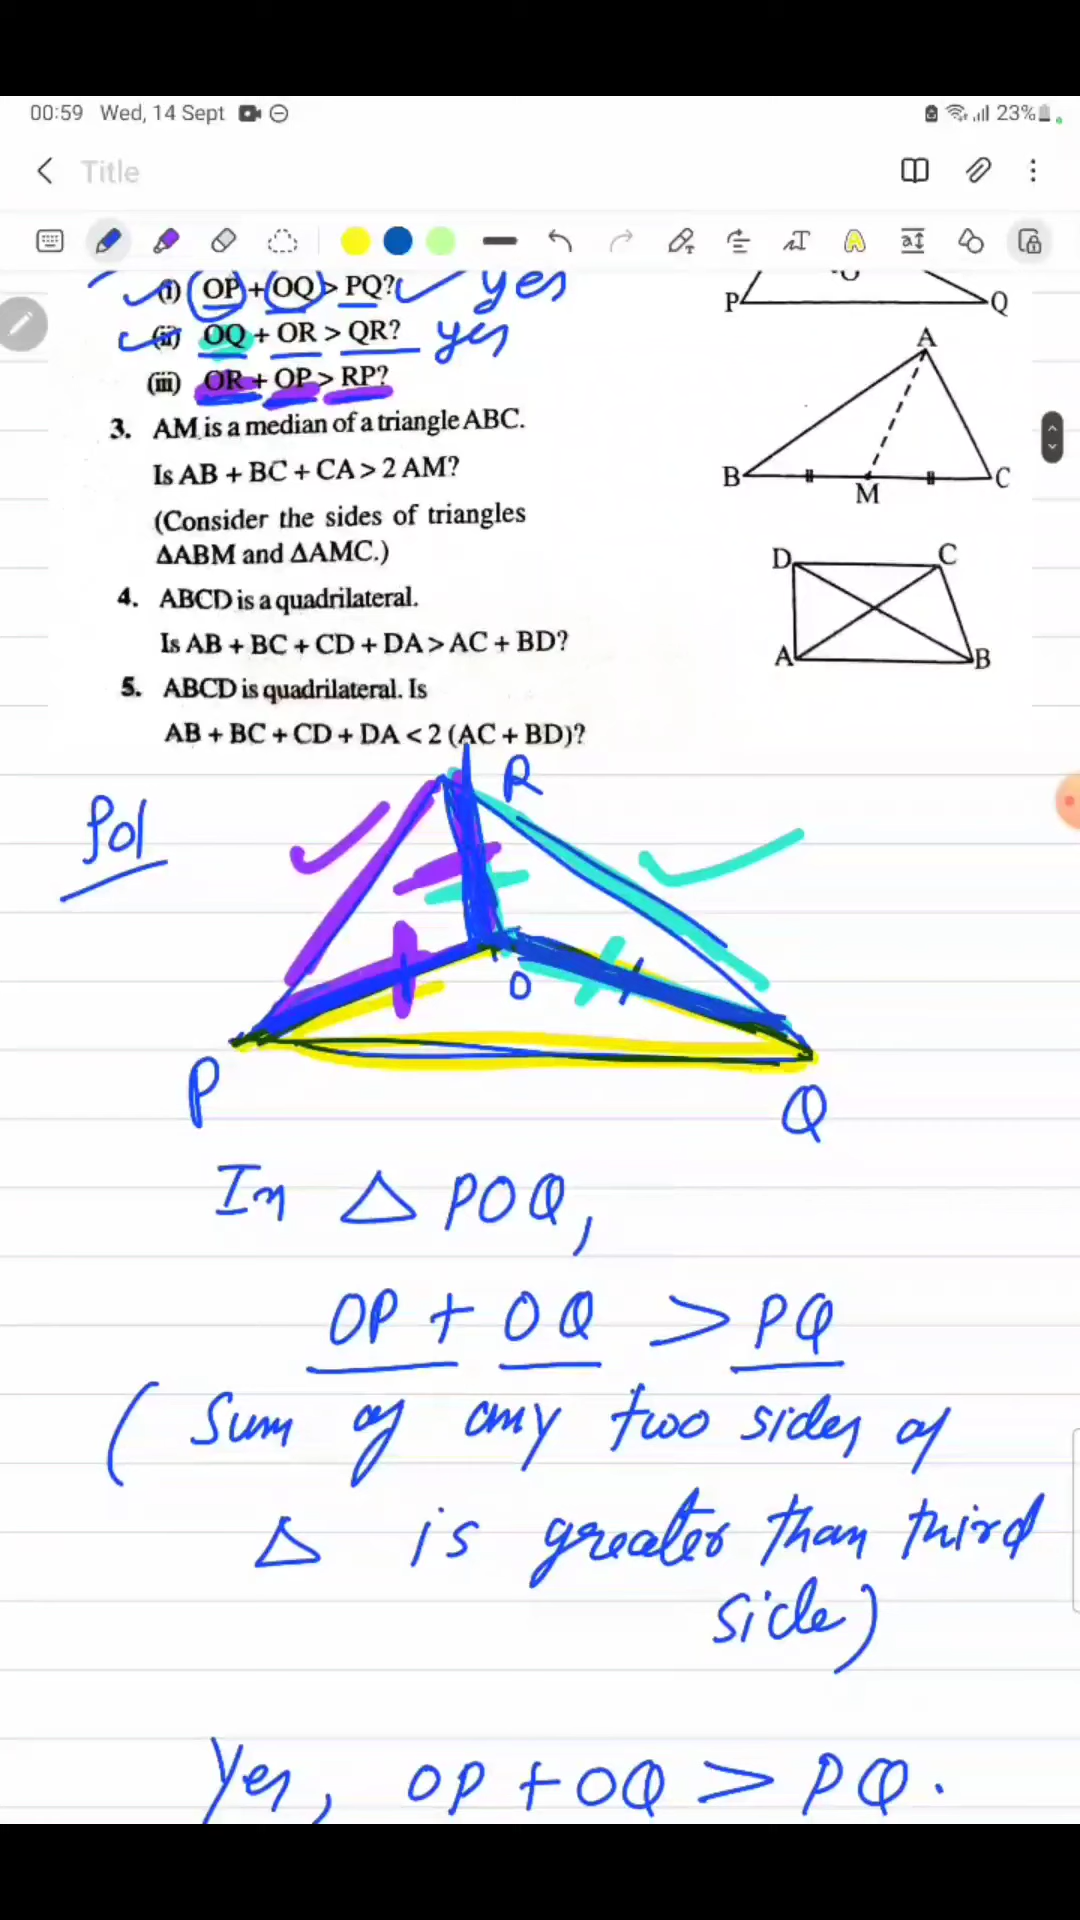 00:59 Wed, 14 Sept
23%
Title
(i) OP + OQ > PQ? yes
(ii) OQ + OR > QR? yes
(iii) OR + OP > RP?
P O Q
3. AM is a median of a triangle ABC.
Is AB + BC + CA > 2 AM?
(Consider the sides of triangles
ΔABM and ΔAMC.)
A
B M C
4. ABCD is a quadrilateral.
Is AB + BC + CD + DA > AC + BD?
D C
A B
5. ABCD is quadrilateral. Is
AB + BC + CD + DA < 2 (AC + BD)?
Sol
R
O
P
Q
In Δ POQ,
OP + OQ > PQ
( Sum of any two sides of
Δ is greater than third
side)
Yes, OP + OQ > PQ.